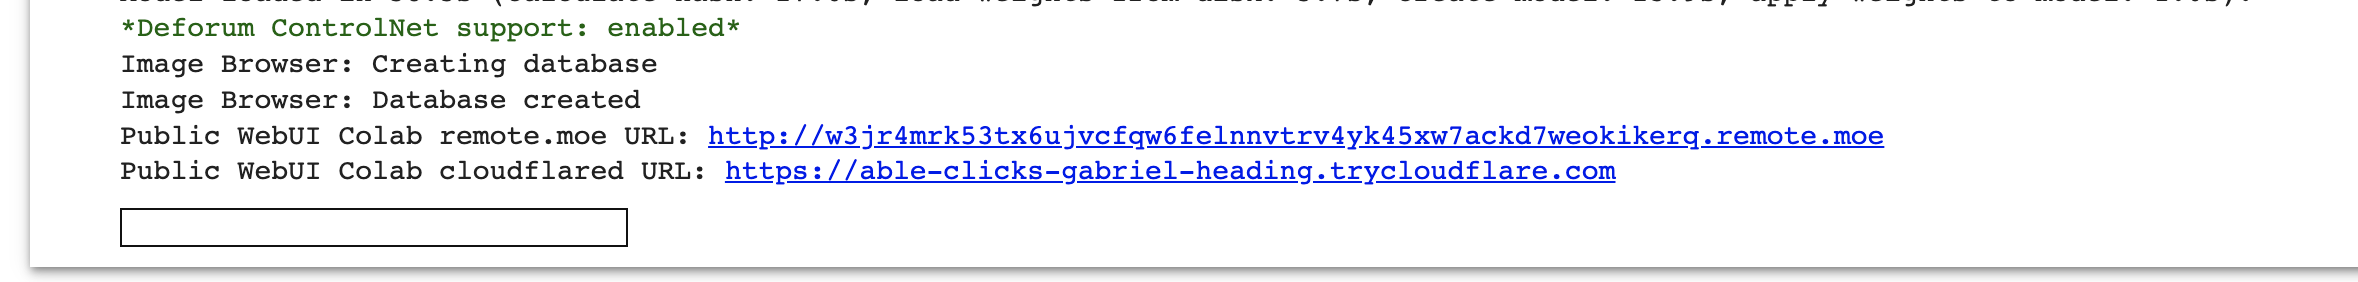 *Deforum ControlNet support: enabled*
Image Browser: Creating database
Image Browser: Database created
Public WebUI Colab remote.moe URL: http://w3jr4mrk53tx6ujvcfqw6felnnvtrv4yk45xw7ackd7weokikerq.remote.moe
Public WebUI Colab cloudflared URL: https://able-clicks-gabriel-heading.trycloudflare.com